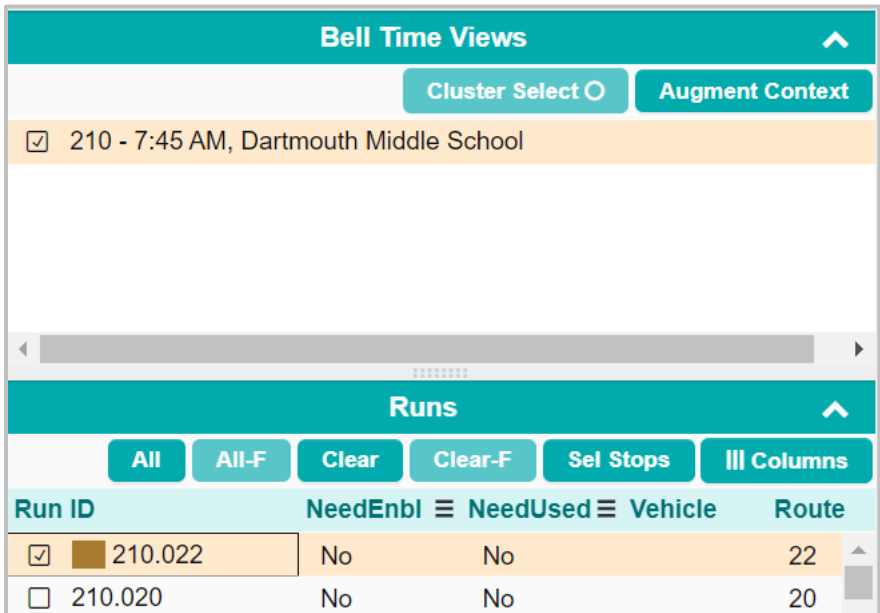 Bell Time Views
Cluster Select Augment Context
210 - 7:45 AM, Dartmouth Middle School
Runs
All All-F Clear Clear-F Sel Stops Columns
Run ID NeedEnbl NeedUsed Vehicle Route
210.022 No No 22
210.020 No No 20